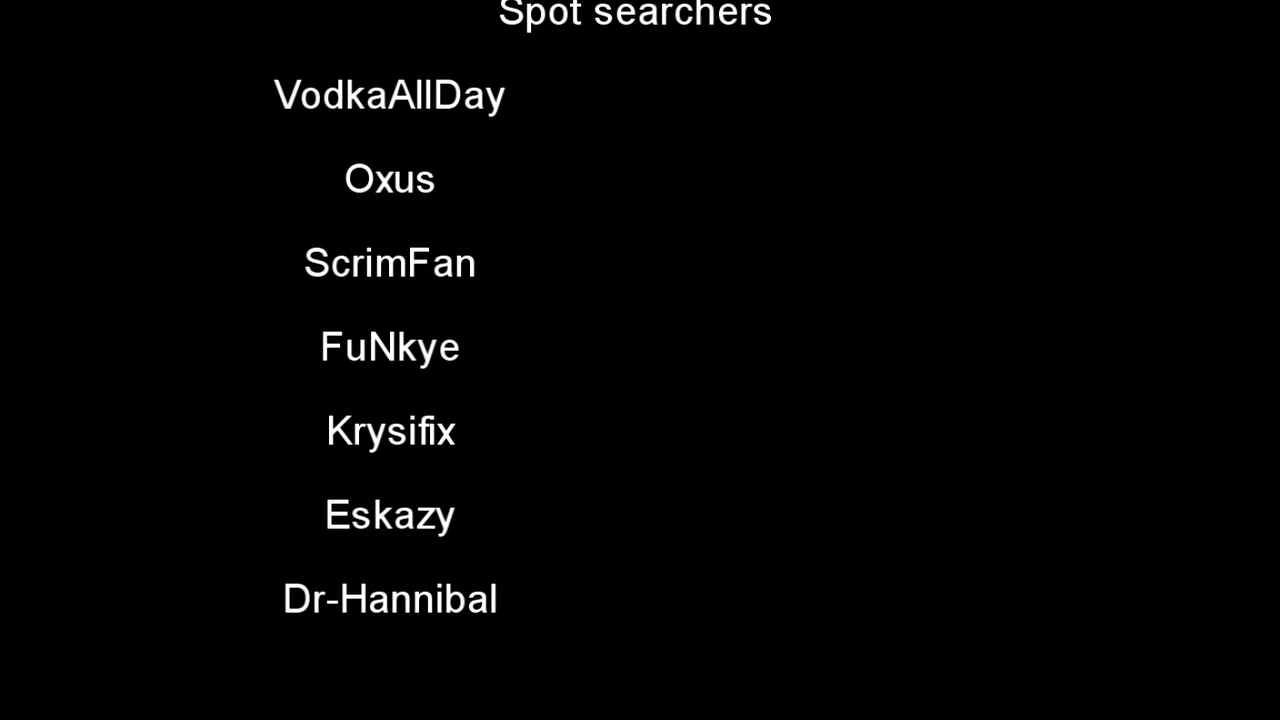 Spot searchers
VodkaAllDay
Oxus
ScrimFan
FuNkye
Krysifix
Eskazy
Dr-Hannibal